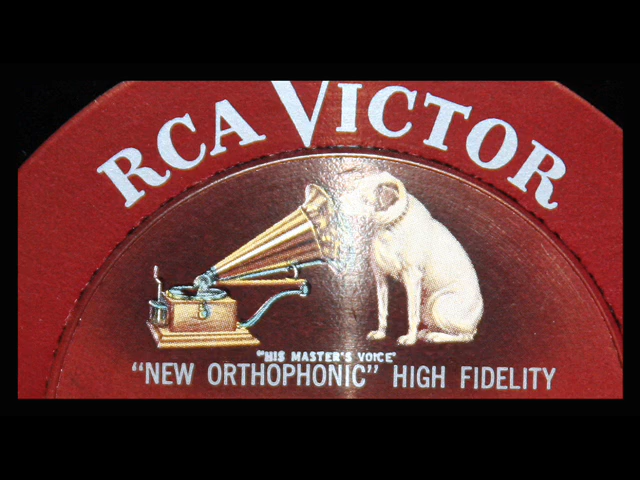 RCA VICTOR
"HIS MASTER'S VOICE"
"NEW ORTHOPHONIC" HIGH FIDELITY